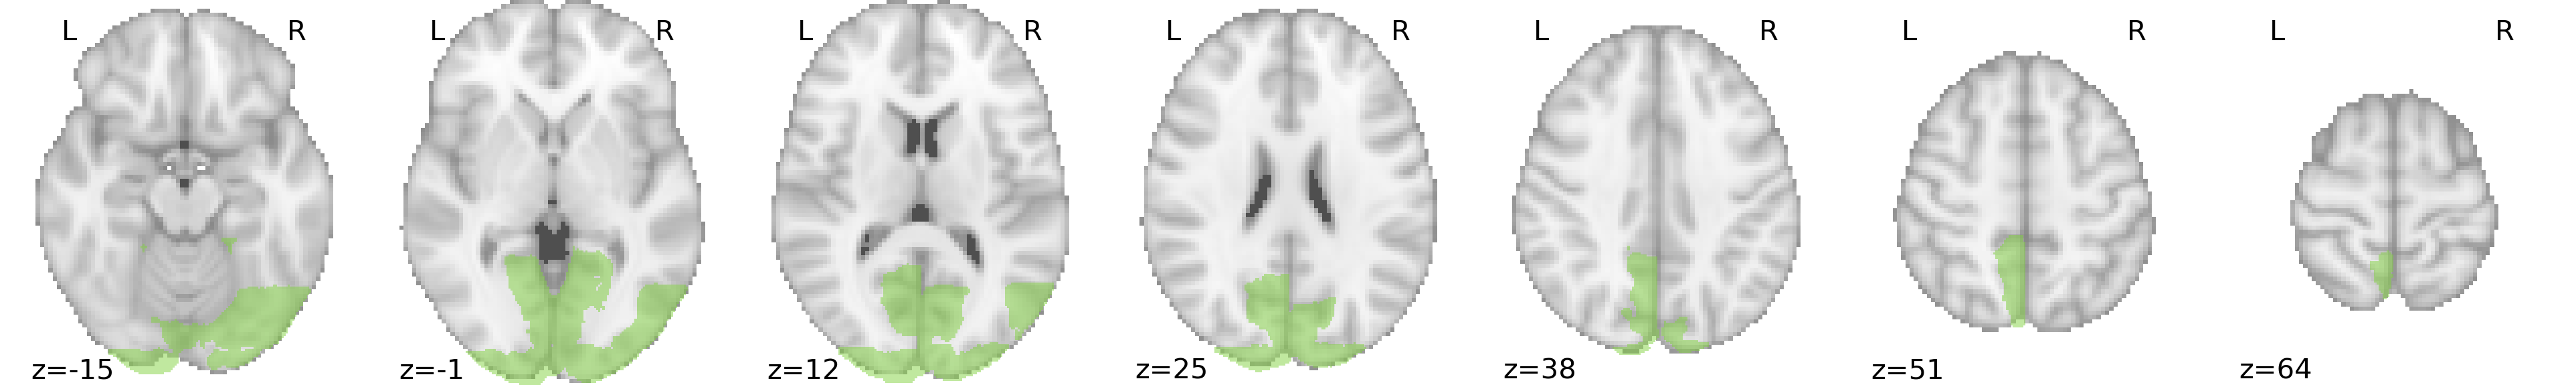 L R L R L R L R L R L R L R
z=-15 z=-1 z=12 z=25 z=38 z=51 z=64